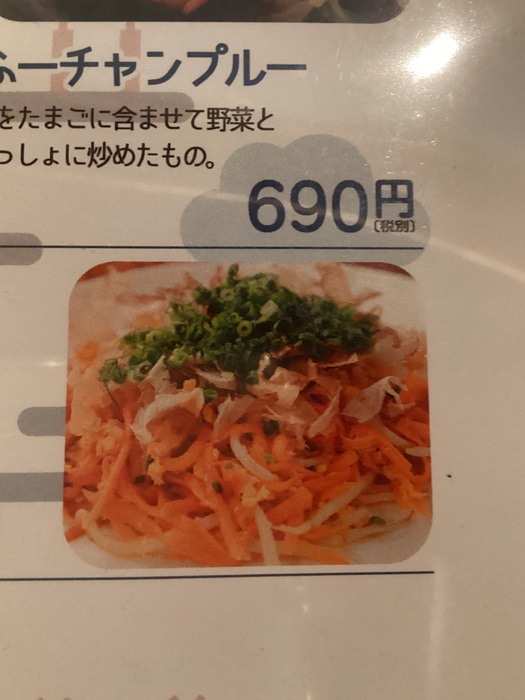 ふーチャンプルー
をたまごに含ませて野菜と
っしょに炒めたもの。
690円
(税別)